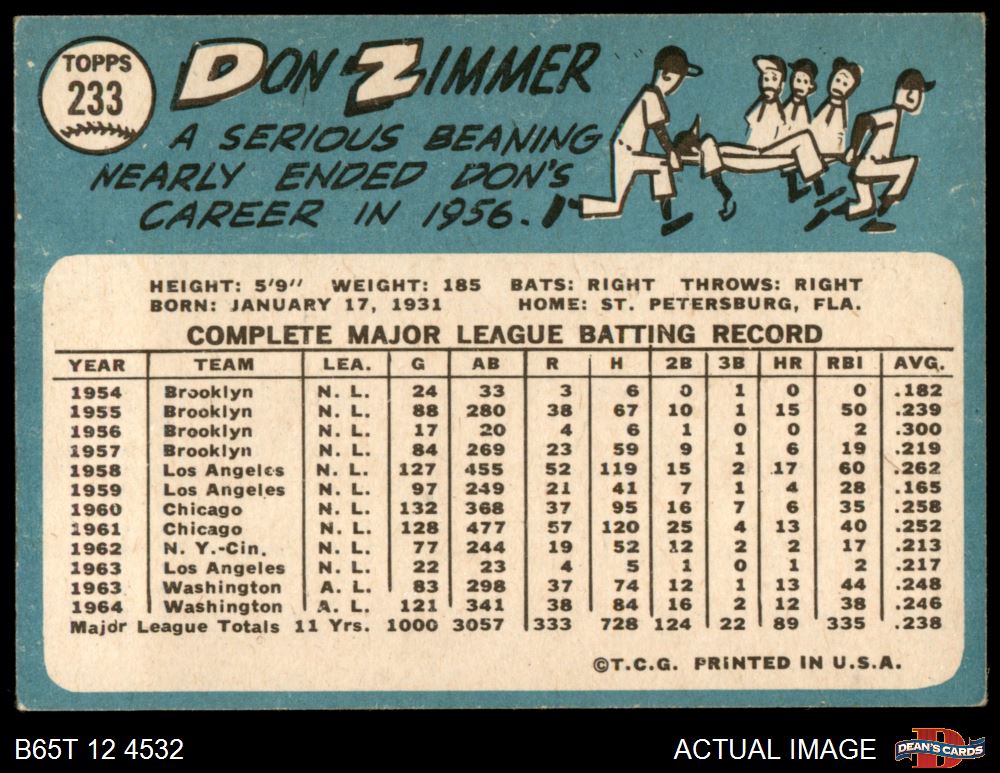 TOPPS
233
DON ZIMMER
A SERIOUS BEANING
NEARLY ENDED DON'S
CAREER IN 1956.
HEIGHT: 5'9" WEIGHT: 185 BATS: RIGHT THROWS: RIGHT
BORN: JANUARY 17, 1931 HOME: ST. PETERSBURG, FLA.
COMPLETE MAJOR LEAGUE BATTING RECORD
YEAR TEAM LEA. G AB R H 2B 3B HR RBI AVG.
1954 Brooklyn N. L. 24 33 3 6 0 1 0 0 .182
1955 Brooklyn N. L. 88 280 38 67 10 1 15 50 .239
1956 Brooklyn N. L. 17 20 4 6 1 0 0 2 .300
1957 Brooklyn N. L. 84 269 23 59 9 1 6 19 .219
1958 Los Angeles N. L. 127 455 52 119 15 2 17 60 .262
1959 Los Angeles N. L. 97 249 21 41 7 1 4 28 .165
1960 Chicago N. L. 132 368 37 95 16 7 6 35 .258
1961 Chicago N. L. 128 477 57 120 25 4 13 40 .252
1962 N. Y.-Cin. N. L. 77 244 19 52 12 2 2 17 .213
1963 Los Angeles N. L. 22 23 4 5 1 0 1 2 .217
1963 Washington A. L. 83 298 37 74 12 1 13 44 .248
1964 Washington A. L. 121 341 38 84 16 2 12 38 .246
Major League Totals 11 Yrs. 1000 3057 333 728 124 22 89 335 .238
©T.C.G. PRINTED IN U.S.A.
B65T 12 4532
ACTUAL IMAGE
DEAN'S CARDS